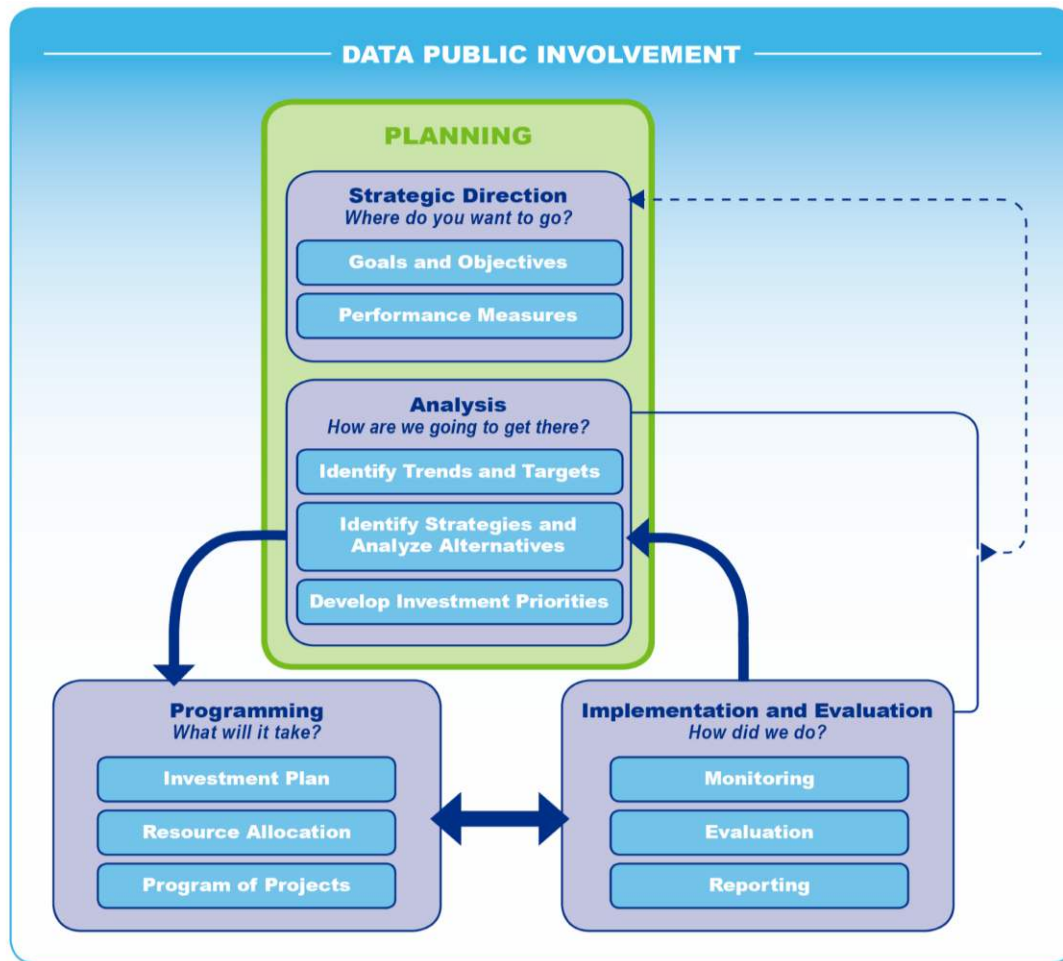 DATA PUBLIC INVOLVEMENT
PLANNING
Strategic Direction
Where do you want to go?
Goals and Objectives
Performance Measures
Analysis
How are we going to get there?
Identify Trends and Targets
Identify Strategies and
Analyze Alternatives
Develop Investment Priorities
Programming
What will it take?
Investment Plan
Resource Allocation
Program of Projects
Implementation and Evaluation
How did we do?
Monitoring
Evaluation
Reporting